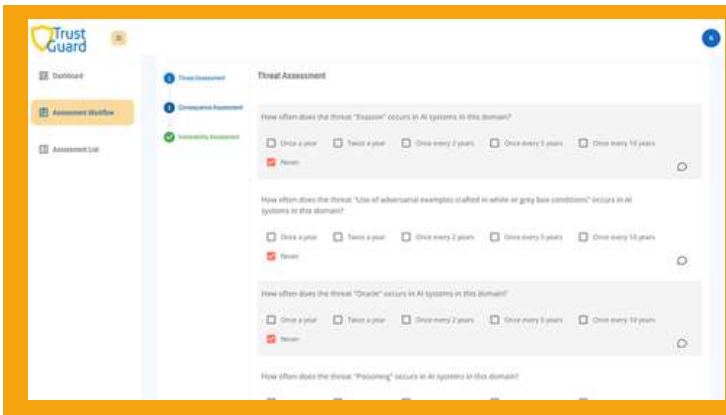 Trust
Guard
Dashboard
Assessment Workflow
Assessment List
Threat Assessment
Consequence Assessment
Vulnerability Assessment
Threat Assessment
How often does the threat "Evasion" occurs in AI systems in this domain?
Once a year Twice a year Once every 2 years Once every 5 years Once every 10 years
Never
How often does the threat "Use of adversarial examples crafted in white or grey box conditions" occurs in AI
systems in this domain?
Once a year Twice a year Once every 2 years Once every 5 years Once every 10 years
Never
How often does the threat "Oracle" occurs in AI systems in this domain?
Once a year Twice a year Once every 2 years Once every 5 years Once every 10 years
Never
How often does the threat "Poisoning" occurs in AI systems in this domain?